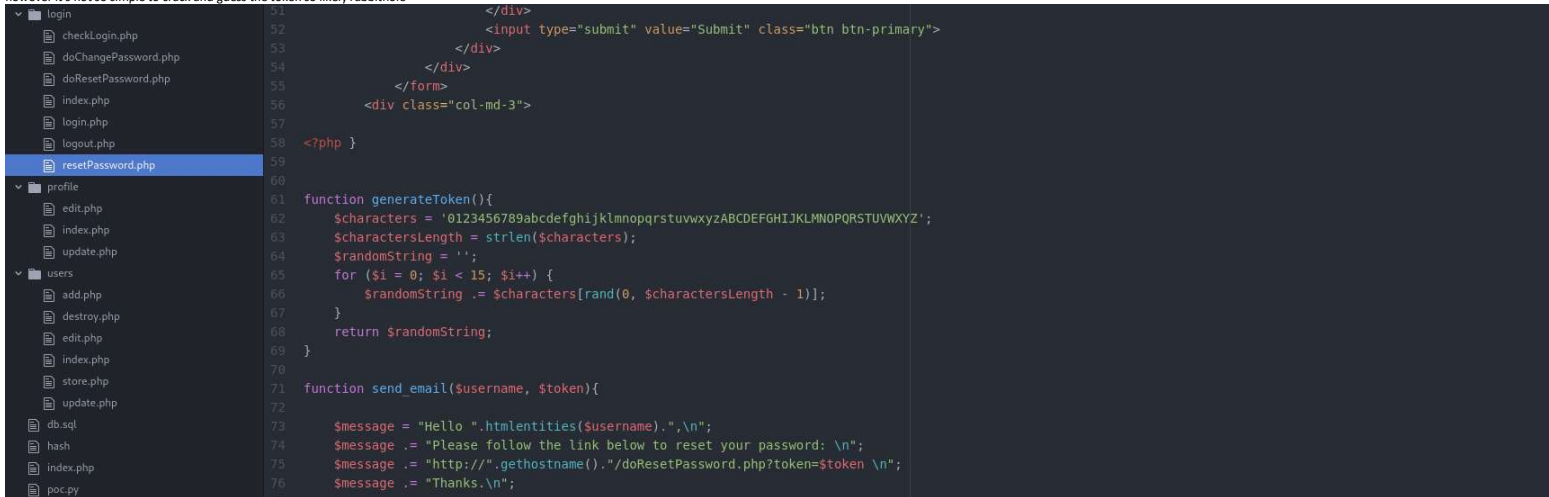 login
checkLogin.php
doChangePassword.php
doResetPassword.php
index.php
login.php
logout.php
resetPassword.php
profile
edit.php
index.php
update.php
users
add.php
destroy.php
edit.php
index.php
store.php
update.php
db.sql
hash
index.php
poc.py
51 </div>
52 <input type="submit" value="Submit" class="btn btn-primary">
53 </div>
54 </div>
55 </form>
56 <div class="col-md-3">
57
58 <?php }
59
60
61 function generateToken(){
62 $characters = '0123456789abcdefghijklmnopqrstuvwxyzABCDEFGHIJKLMNOPQRSTUVWXYZ';
63 $charactersLength = strlen($characters);
64 $randomString = '';
65 for ($i = 0; $i < 15; $i++) {
66 $randomString .= $characters[rand(0, $charactersLength - 1)];
67 }
68 return $randomString;
69 }
70
71 function send_email($username, $token){
72
73 $message = "Hello ".htmlentities($username).",\n";
74 $message .= "Please follow the link below to reset your password: \n";
75 $message .= "http://".gethostname()."/doResetPassword.php?token=$token \n";
76 $message .= "Thanks.\n";